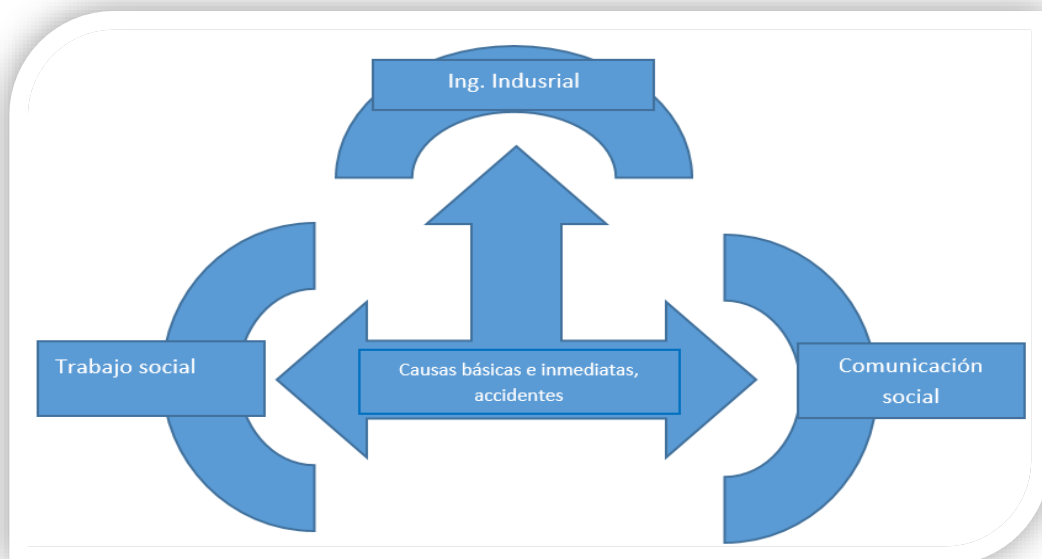 Ing. Indusrial
Trabajo social
Causas básicas e inmediatas,
accidentes
Comunicación
social